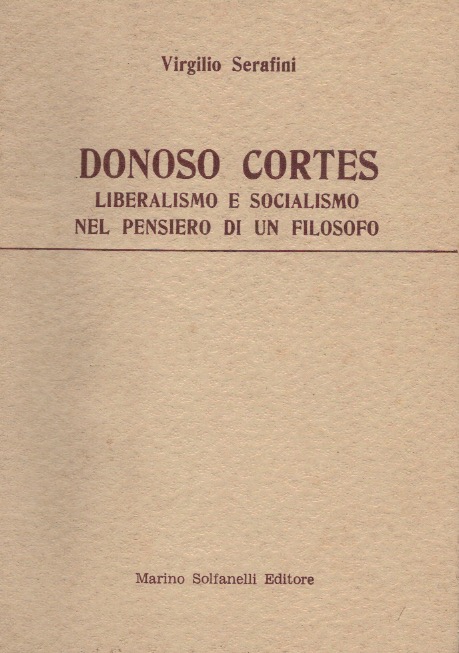 Virgilio Serafini
DONOSO CORTES
LIBERALISMO E SOCIALISMO
NEL PENSIERO DI UN FILOSOFO
Marino Solfanelli Editore